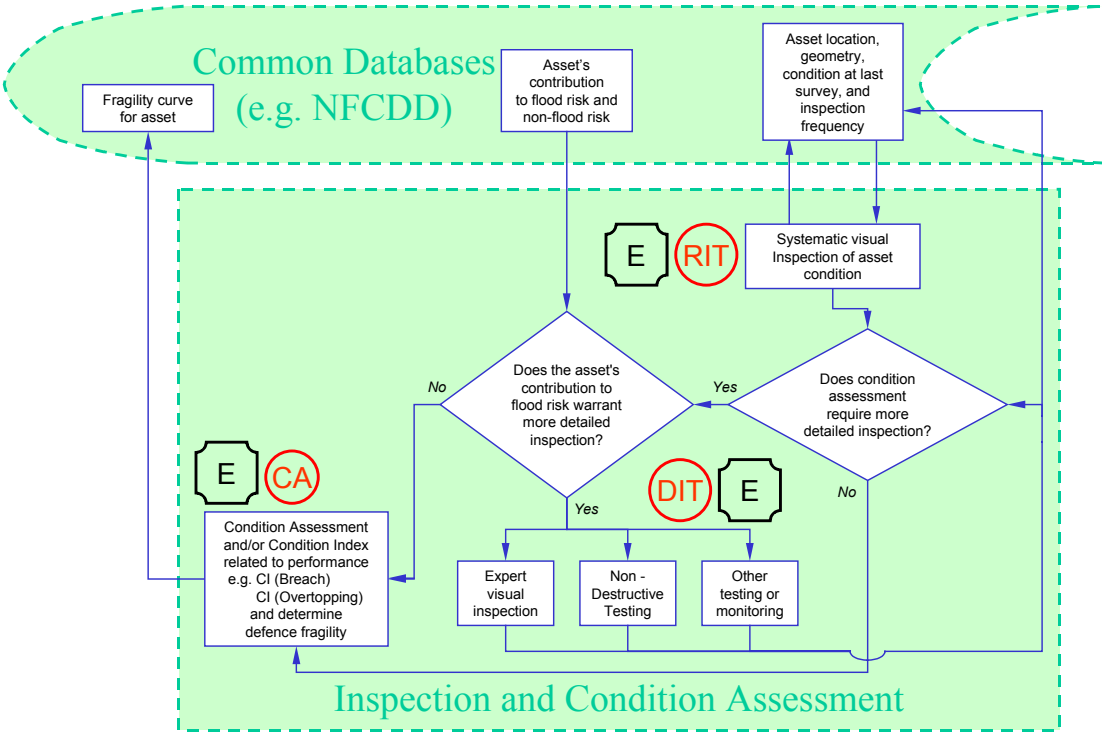 Common Databases
(e.g. NFCDD)
Fragility curve
for asset
Asset's
contribution
to flood risk and
non-flood risk
Asset location,
geometry,
condition at last
survey, and
inspection
frequency
E
RIT
Systematic visual
Inspection of asset
condition
Does the asset's
contribution to
flood risk warrant
more detailed
inspection?
No
Yes
Does condition
assessment
require more
detailed inspection?
E
CA
DIT
E
Yes
No
Condition Assessment
and/or Condition Index
related to performance
e.g. CI (Breach)
CI (Overtopping)
and determine
defence fragility
Expert
visual
inspection
Non -
Destructive
Testing
Other
testing or
monitoring
Inspection and Condition Assessment